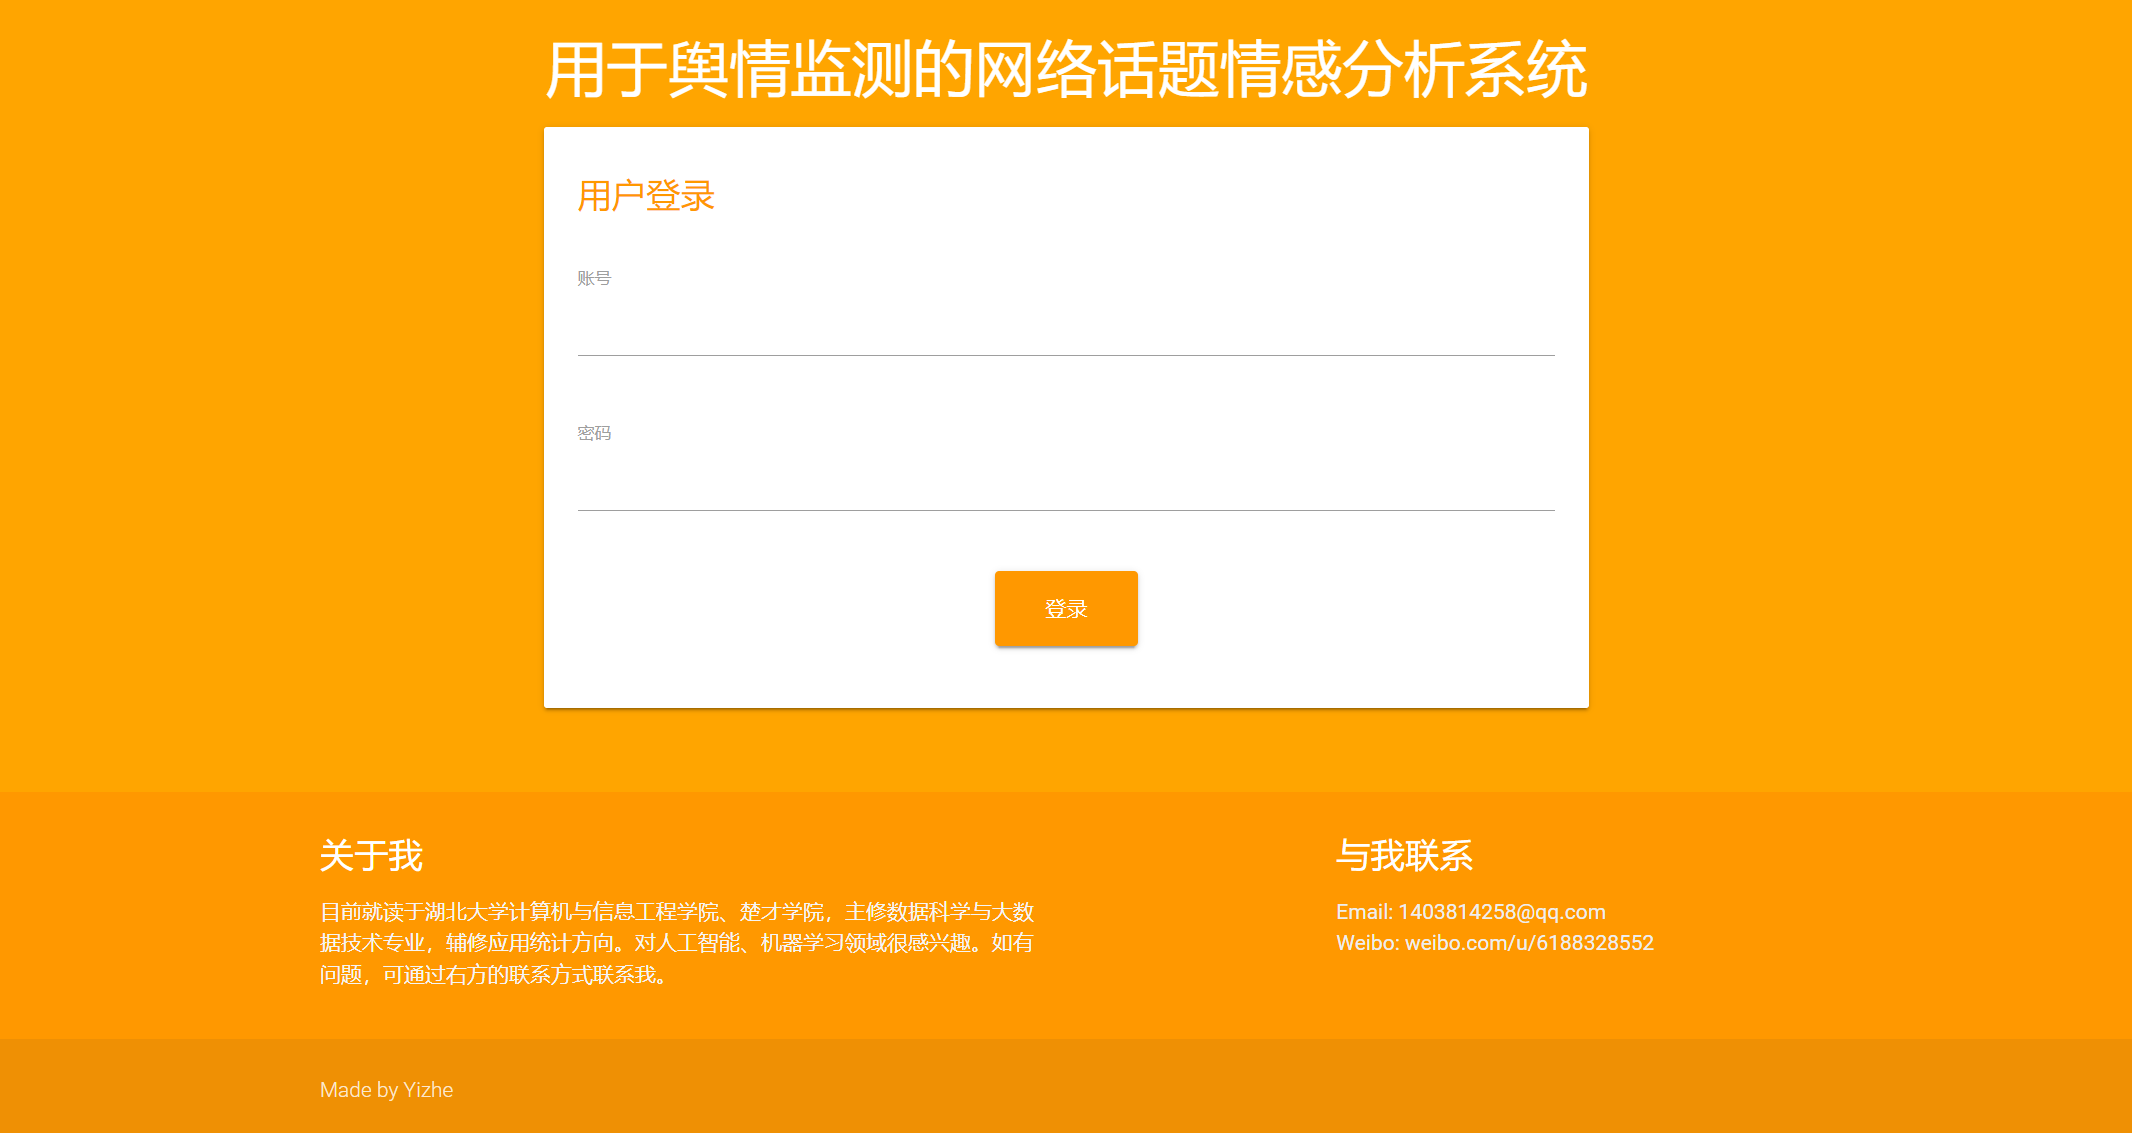 用于舆情监测的网络话题情感分析系统
用户登录
账号
密码
登录
关于我
目前就读于湖北大学计算机与信息工程学院、楚才学院，主修数据科学与大数
据技术专业，辅修应用统计方向。对人工智能、机器学习领域很感兴趣。如有
问题，可通过右方的联系方式联系我。
与我联系
Email: 1403814258@qq.com
Weibo: weibo.com/u/6188328552
Made by Yizhe